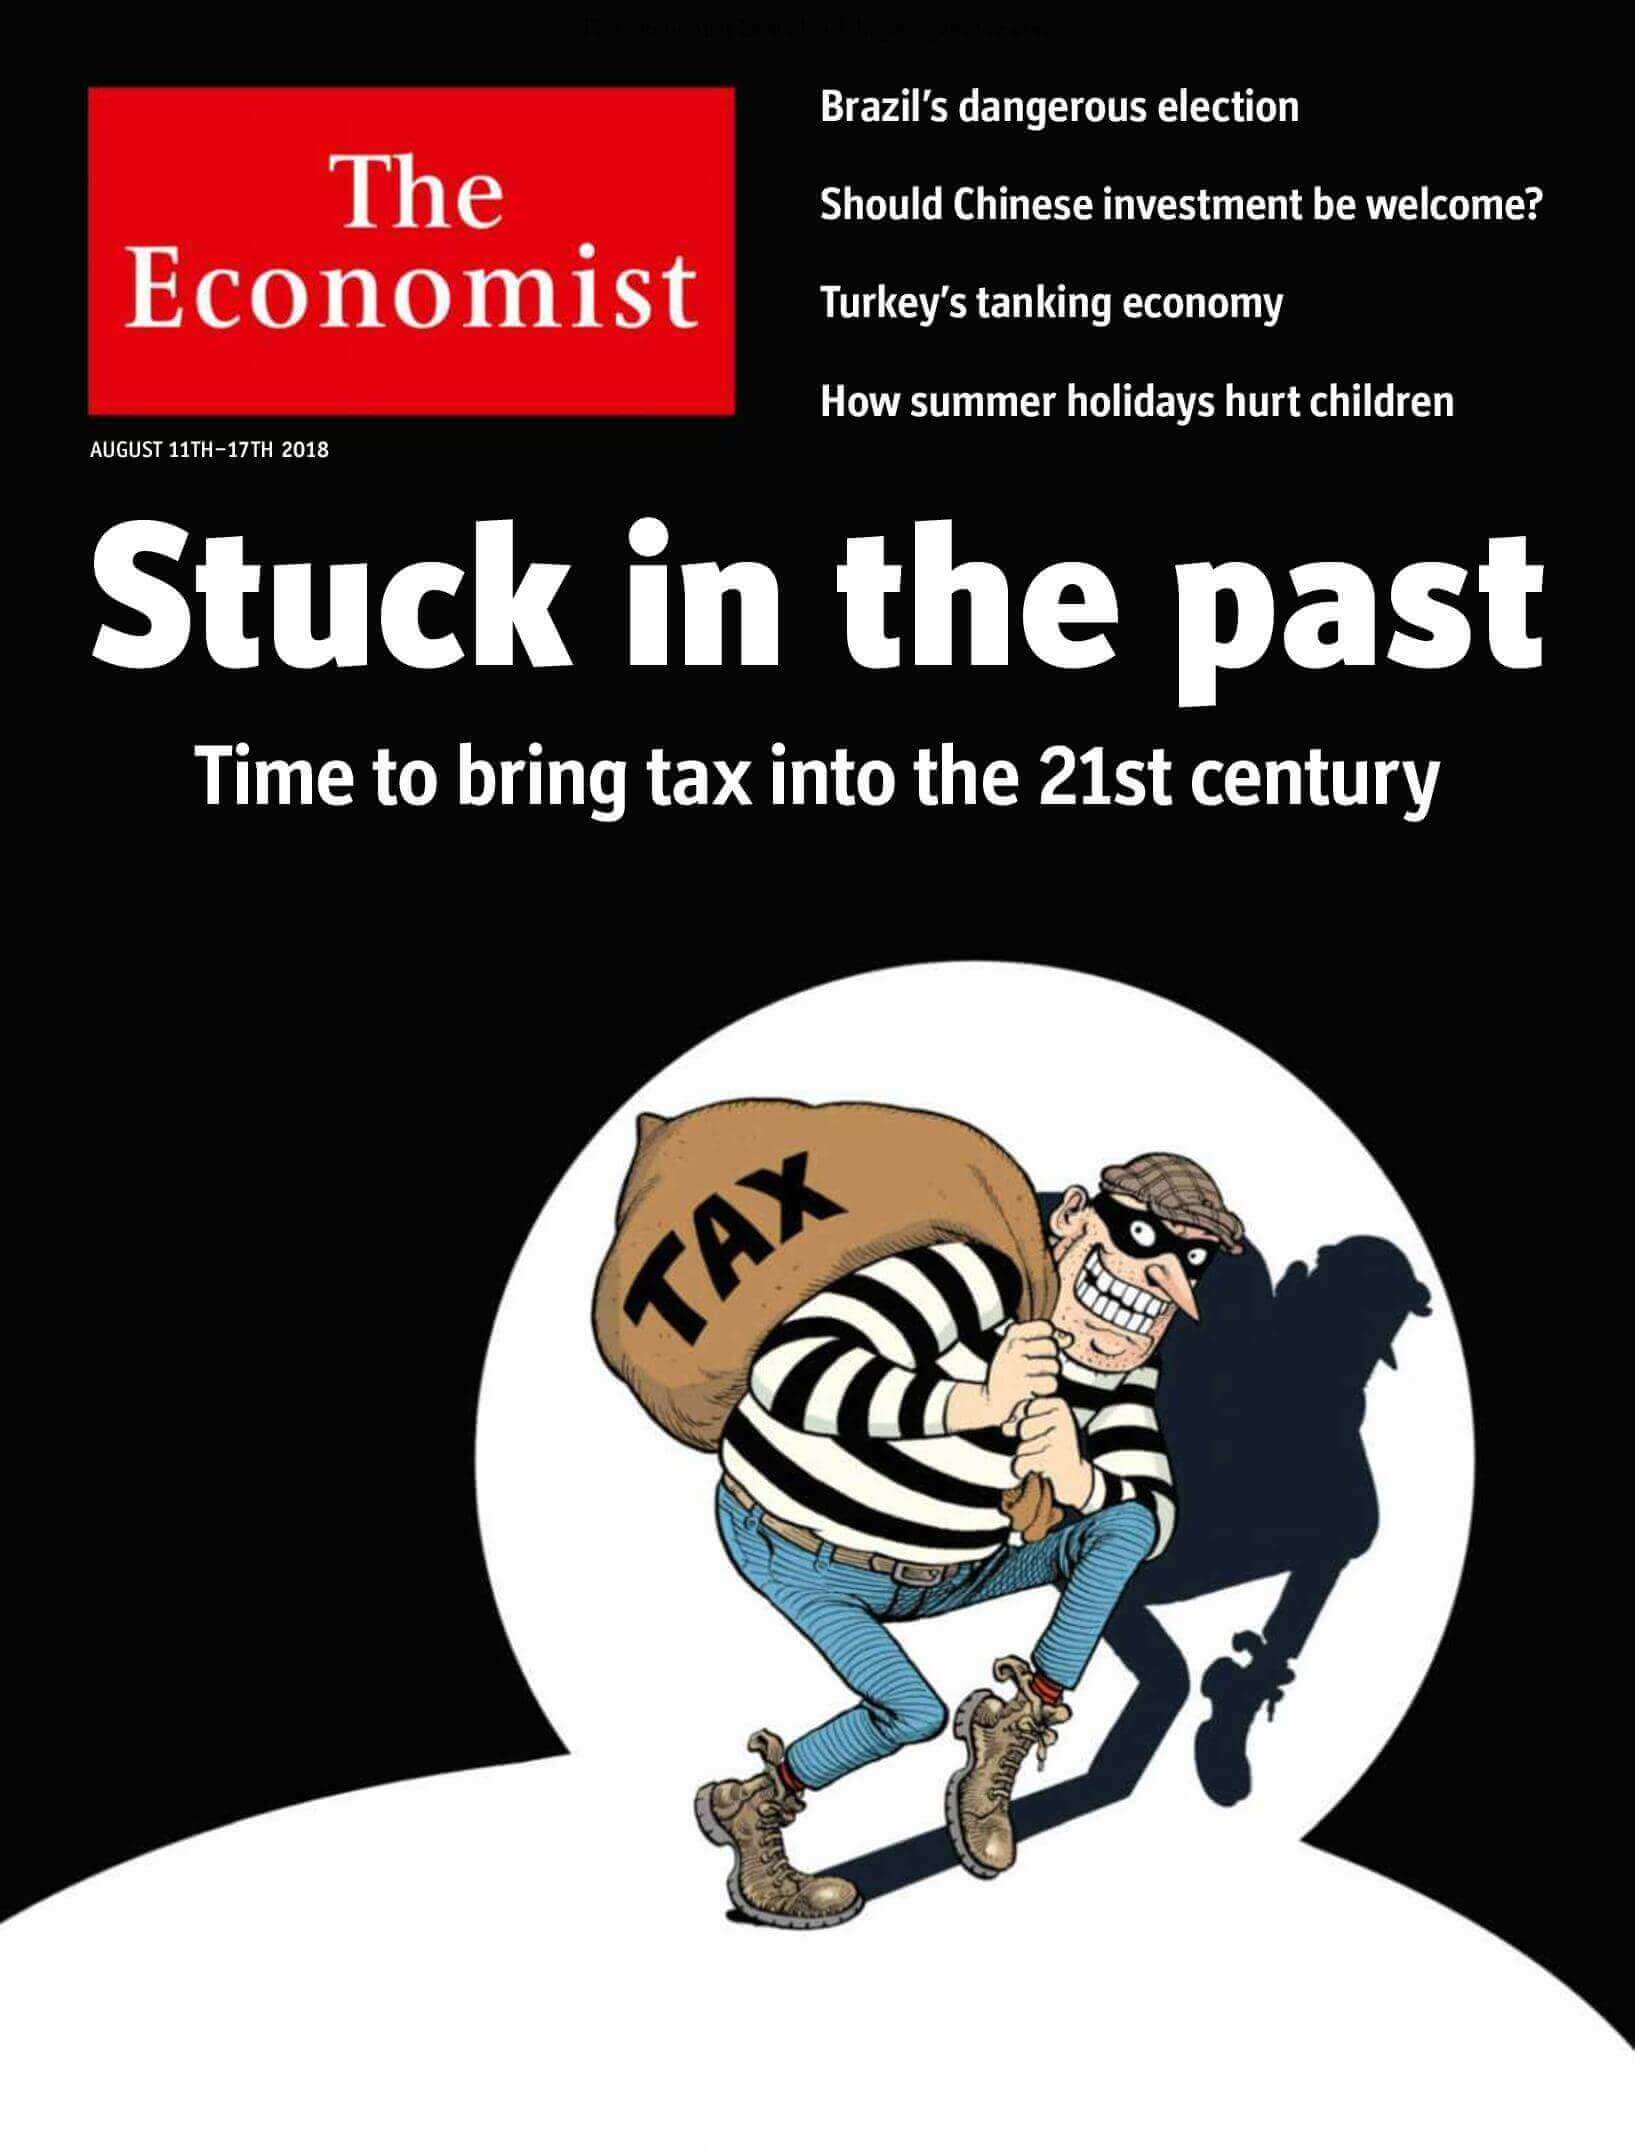 The
Economist
AUGUST 11TH–17TH 2018
Brazil's dangerous election
Should Chinese investment be welcome?
Turkey's tanking economy
How summer holidays hurt children
Stuck in the past
Time to bring tax into the 21st century
TAX